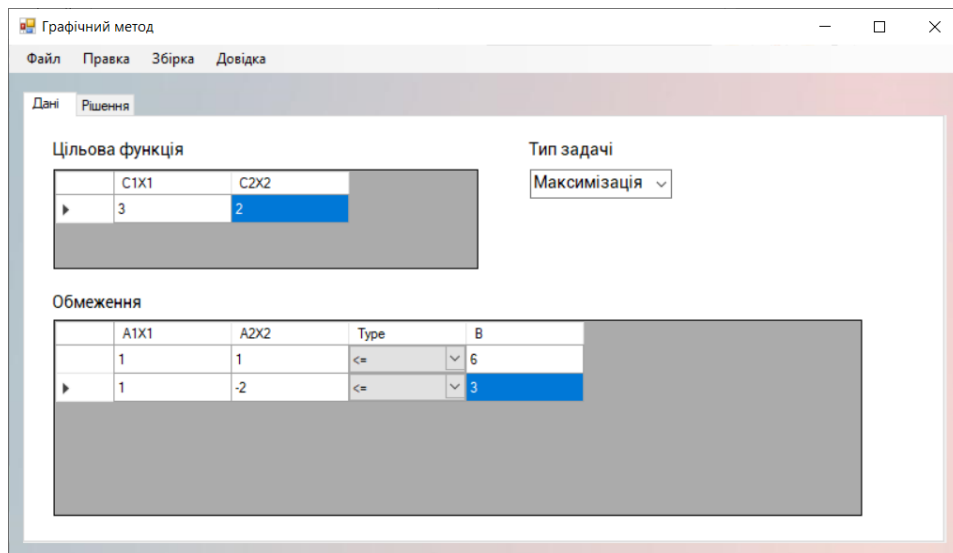 Графічний метод
Файл Правка Збірка Довідка
Дані Рішення
Цільова функція
C1X1 C2X2
3 2
Тип задачі
Максимізація
Обмеження
A1X1 A2X2 Type B
1 1 <= 6
1 -2 <= 3